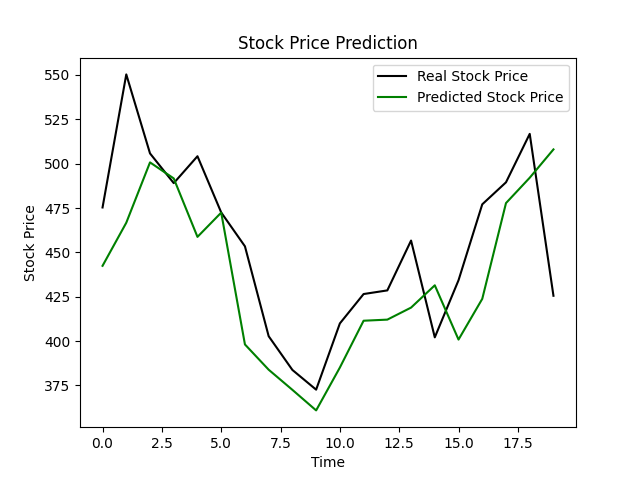 Stock Price Prediction
Real Stock Price
Predicted Stock Price
Stock Price
550
525
500
475
450
425
400
375
0.0 2.5 5.0 7.5 10.0 12.5 15.0 17.5
Time